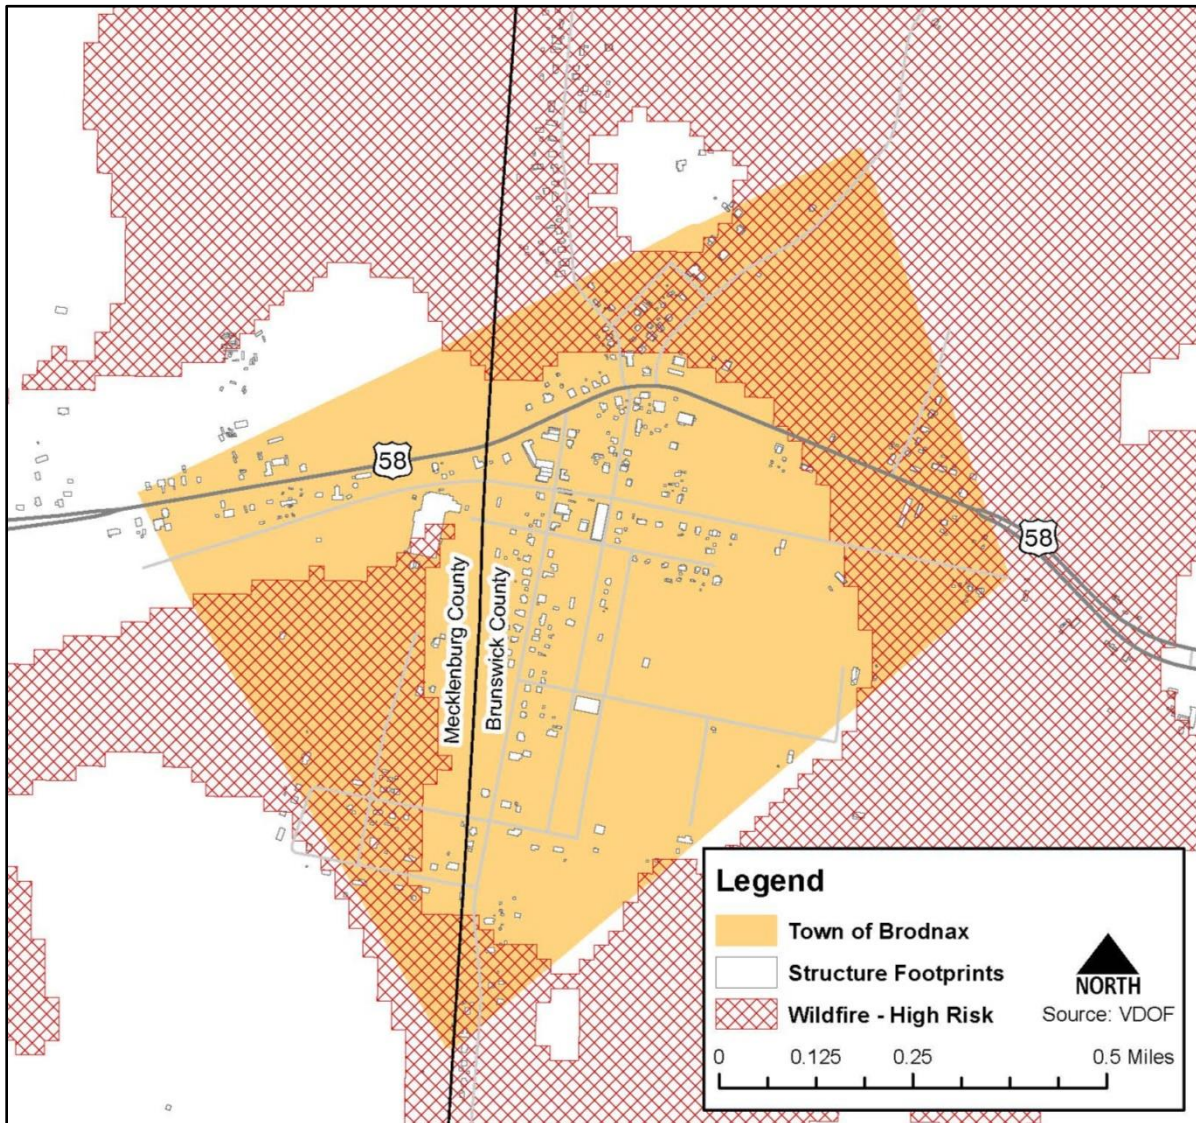 58
58
Mecklenburg County
Brunswick County
Legend
Town of Brodnax
Structure Footprints
Wildfire - High Risk
NORTH
Source: VDOF
0 0.125 0.25 0.5 Miles